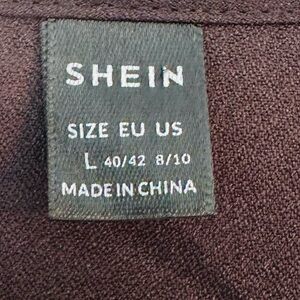 SHEIN
SIZE EU US
L 40/42 8/10
MADE IN CHINA